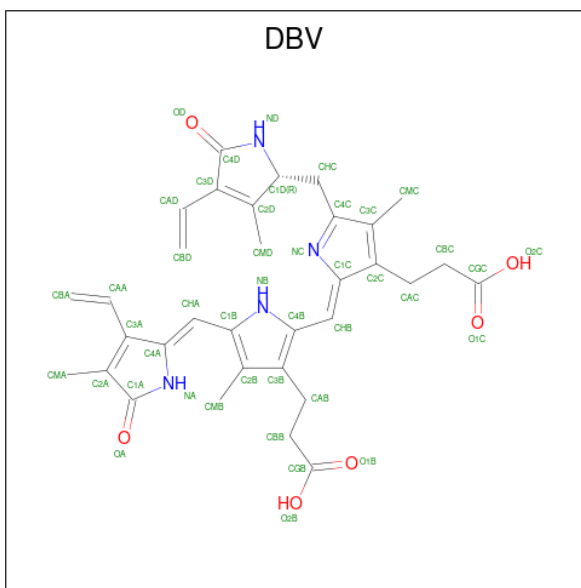 DBV
OD
O
H
N
ND
C4D
CHC
C3D
C1D(R)
CMC
CAD
C2D
C4C
C3C
CBD
CMD
NC
N
CBC
O2C
OH
C1C
C2C
CGC
CBA
CAA
NB
H
N
CAC
O
O1C
CHA
C3A
C1B
C4B
CHB
C4A
CMA
C2A
C1A
NH
NA
C2B
C3B
CMB
CAB
O
OA
CBB
CGB
O
O1B
HO
O2B